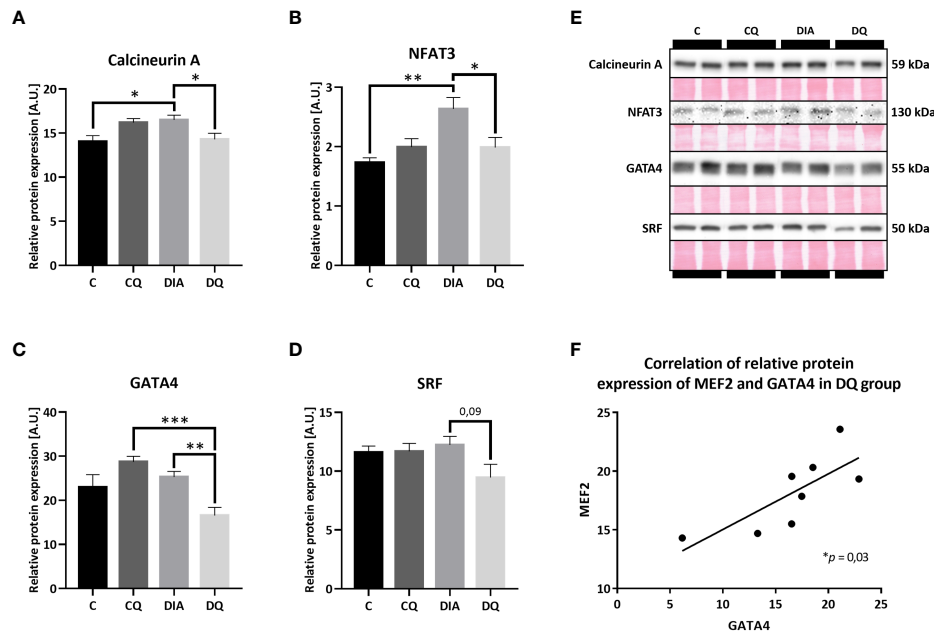 A
Calcineurin A
Relative protein expression [A.U.]
20
15
10
5
0
*
*
C CQ DIA DQ
B
NFAT3
Relative protein expression [A.U.]
3
2
1
0
**
*
C CQ DIA DQ
E
C CQ DIA DQ
Calcineurin A 59 kDa
NFAT3 130 kDa
GATA4 55 kDa
SRF 50 kDa
C
GATA4
Relative protein expression [A.U.]
40
30
20
10
0
***
**
C CQ DIA DQ
D
SRF
Relative protein expression [A.U.]
15
10
5
0
0,09
C CQ DIA DQ
F
Correlation of relative protein
expression of MEF2 and GATA4 in DQ group
MEF2
25
20
15
10
*p = 0,03
0 5 10 15 20 25
GATA4